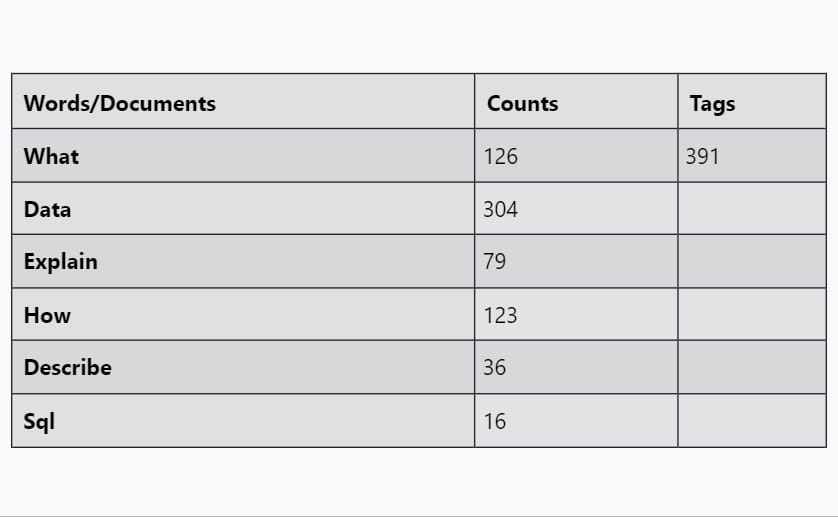 Words/Documents Counts Tags
What 126 391
Data 304
Explain 79
How 123
Describe 36
Sql 16